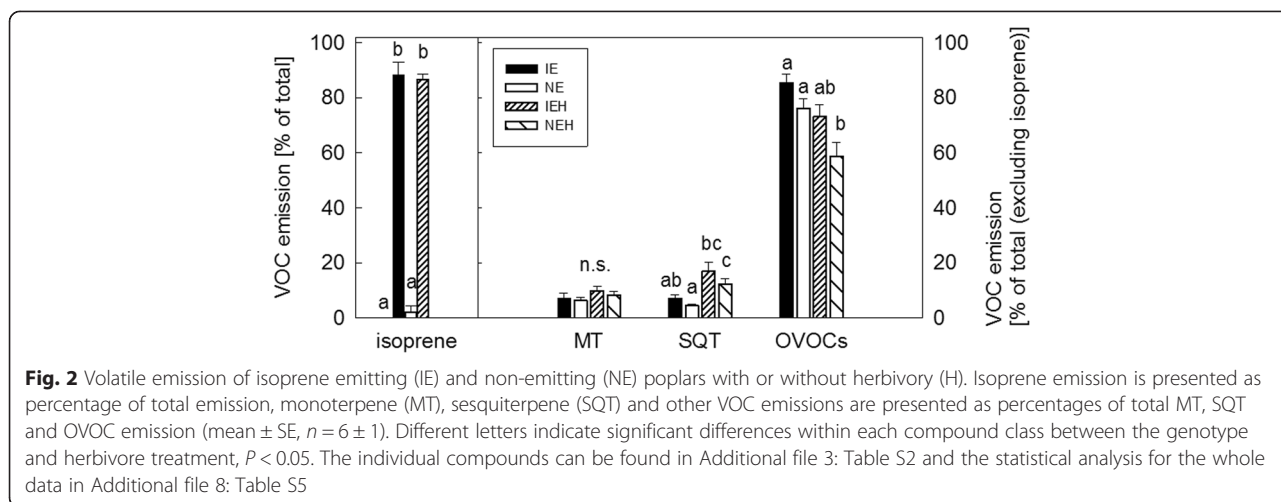 100
80
60
40
20
0
VOC emission [% of total]
b b
a a
IE
NE
IEH
NEH
n.s.
ab a bc c
a a ab b
100
80
60
40
20
0
VOC emission
[% of total (excluding isoprene)]
isoprene MT SQT OVOCs
Fig. 2 Volatile emission of isoprene emitting (IE) and non-emitting (NE) poplars with or without herbivory (H). Isoprene emission is presented as
percentage of total emission, monoterpene (MT), sesquiterpene (SQT) and other VOC emissions are presented as percentages of total MT, SQT
and OVOC emission (mean ± SE, n = 6 ± 1). Different letters indicate significant differences within each compound class between the genotype
and herbivore treatment, P < 0.05. The individual compounds can be found in Additional file 3: Table S2 and the statistical analysis for the whole
data in Additional file 8: Table S5